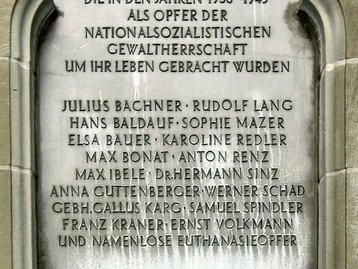 DIE IN DEN JAHREN 1938-1945
ALS OPFER DER
NATIONALSOZIALISTISCHEN
GEWALTHERRSCHAFT
UM IHR LEBEN GEBRACHT WURDEN
JULIUS BACHNER · RUDOLF LANG
HANS BALDAUF · SOPHIE MAZER
ELSA BAUER · KAROLINE REDLER
MAX BONAT · ANTON RENZ
MAX IBELE · DR.HERMANN SINZ
ANNA GUTTENBERGER · WERNER SCHAD
GEBH.GALLUS KARG · SAMUEL SPINDLER
FRANZ KRANER · ERNST VOLKMANN
UND NAMENLOSE EUTHANASIEOPFER